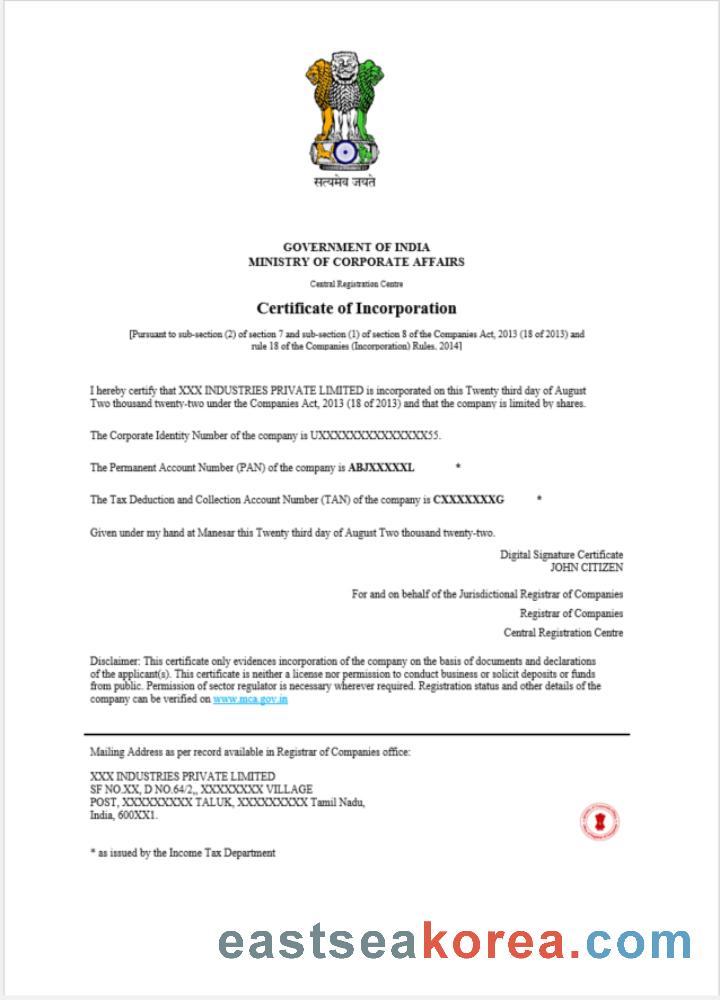 सत्यमेव जयते
GOVERNMENT OF INDIA
MINISTRY OF CORPORATE AFFAIRS
Central Registration Centre
Certificate of Incorporation
[Pursuant to sub-section (2) of section 7 and sub-section (1) of section 8 of the Companies Act, 2013 (18 of 2013) and
rule 18 of the Companies (Incorporation) Rules, 2014]
I hereby certify that XXX INDUSTRIES PRIVATE LIMITED is incorporated on this Twenty third day of August
Two thousand twenty-two under the Companies Act, 2013 (18 of 2013) and that the company is limited by shares.
The Corporate Identity Number of the company is UXXXXXXXXXXXXXX55.
The Permanent Account Number (PAN) of the company is ABJXXXXXL *
The Tax Deduction and Collection Account Number (TAN) of the company is CXXXXXXXG *
Given under my hand at Manesar this Twenty third day of August Two thousand twenty-two.
Digital Signature Certificate
JOHN CITIZEN
For and on behalf of the Jurisdictional Registrar of Companies
Registrar of Companies
Central Registration Centre
Disclaimer: This certificate only evidences incorporation of the company on the basis of documents and declarations
of the applicant(s). This certificate is neither a license nor permission to conduct business or solicit deposits or funds
from public. Permission of sector regulator is necessary wherever required. Registration status and other details of the
company can be verified on www.mca.gov.in
Mailing Address as per record available in Registrar of Companies office:
XXX INDUSTRIES PRIVATE LIMITED
SF NO.XX, D NO.64/2,, XXXXXXXX VILLAGE
POST, XXXXXXXXX TALUK, XXXXXXXXX Tamil Nadu,
India, 600XX1.
* as issued by the Income Tax Department
eastseakorea.com